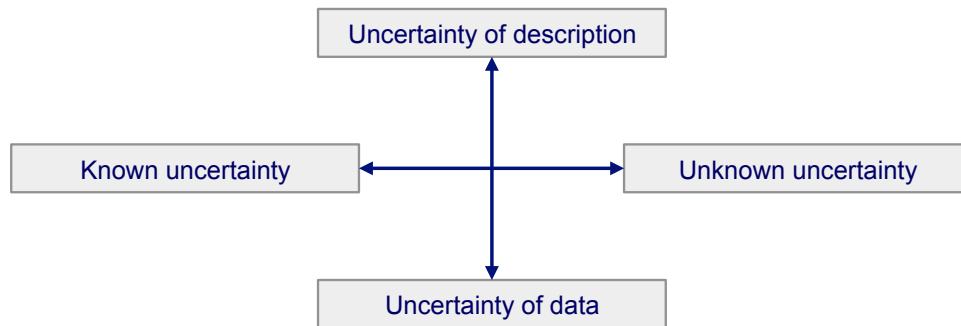 Uncertainty of description
Known uncertainty
Unknown uncertainty
Uncertainty of data